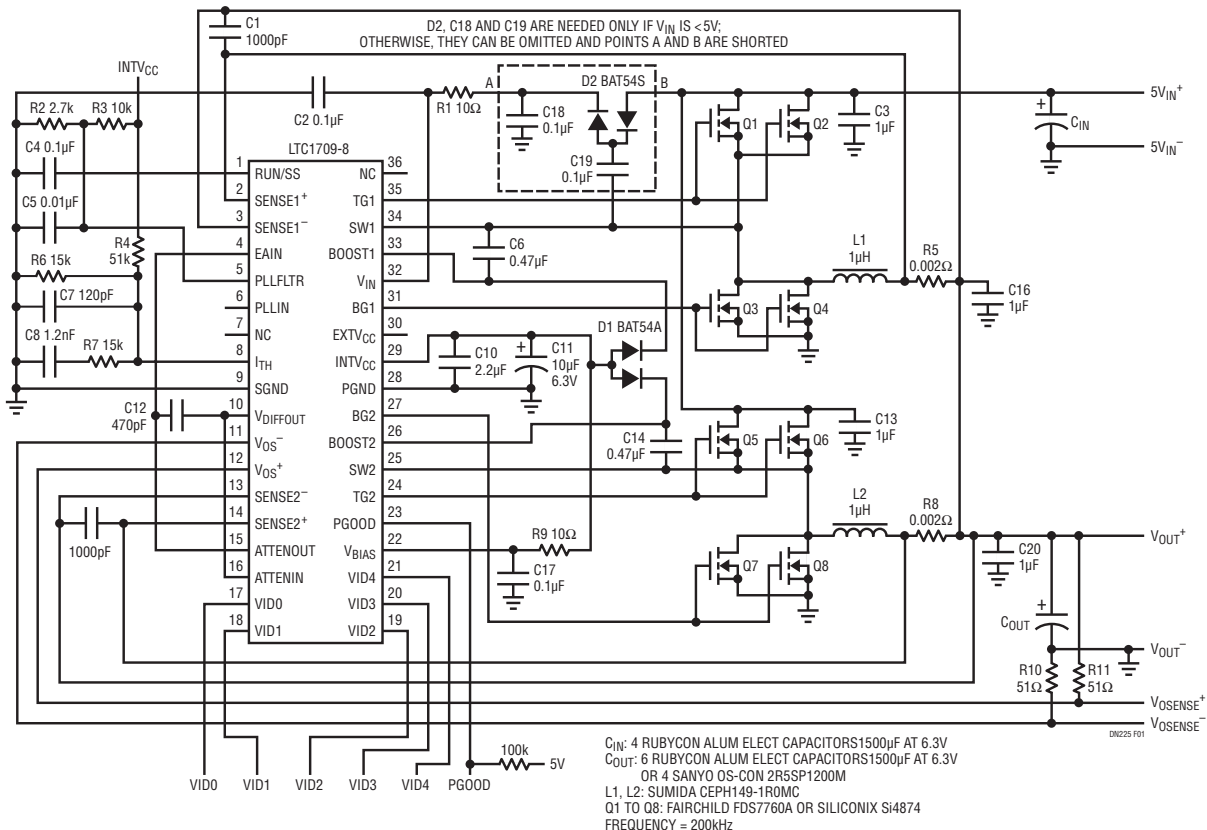 C1
1000pF
D2, C18 AND C19 ARE NEEDED ONLY IF VIN IS <5V;
OTHERWISE, THEY CAN BE OMITTED AND POINTS A AND B ARE SHORTED
INTVCC
R2 2.7k
R3 10k
C2 0.1µF
R1 10Ω
A
D2 BAT54S
B
C18
0.1µF
C19
0.1µF
Q1
Q2
C3
1µF
+
CIN
5VIN+
5VIN−
C4 0.1µF
C5 0.01µF
R4
51k
R6 15k
C7 120pF
C8 1.2nF
R7 15k
LTC1709-8
1
RUN/SS
2
SENSE1+
3
SENSE1−
4
EAIN
5
PLLFLTR
6
PLLIN
7
NC
8
ITH
9
SGND
10
VDIFFOUT
11
VOS−
12
VOS+
13
SENSE2−
14
SENSE2+
15
ATTENOUT
16
ATTENIN
17
VID0
18
VID1
36
NC
35
TG1
34
SW1
33
BOOST1
32
VIN
31
BG1
30
EXTVCC
29
INTVCC
28
PGND
27
BG2
26
BOOST2
25
SW2
24
TG2
23
PGOOD
22
VBIAS
21
VID4
20
VID3
19
VID2
C6
0.47µF
L1
1µH
R5
0.002Ω
C16
1µF
Q3
Q4
D1 BAT54A
C10
2.2µF
+
C11
10µF
6.3V
C12
470pF
C13
1µF
Q5
Q6
C14
0.47µF
L2
1µH
R8
0.002Ω
VOUT+
1000pF
R9 10Ω
C17
0.1µF
Q7
Q8
C20
1µF
+
COUT
VOUT−
R10
51Ω
R11
51Ω
VOSENSE+
VOSENSE−
DN225 F01
100k
5V
VID0
VID1
VID2
VID3
VID4
PGOOD
CIN: 4 RUBYCON ALUM ELECT CAPACITORS1500µF AT 6.3V
COUT: 6 RUBYCON ALUM ELECT CAPACITORS1500µF AT 6.3V
OR 4 SANYO OS-CON 2R5SP1200M
L1, L2: SUMIDA CEPH149-1R0MC
Q1 TO Q8: FAIRCHILD FDS7760A OR SILICONIX Si4874
FREQUENCY = 200kHz